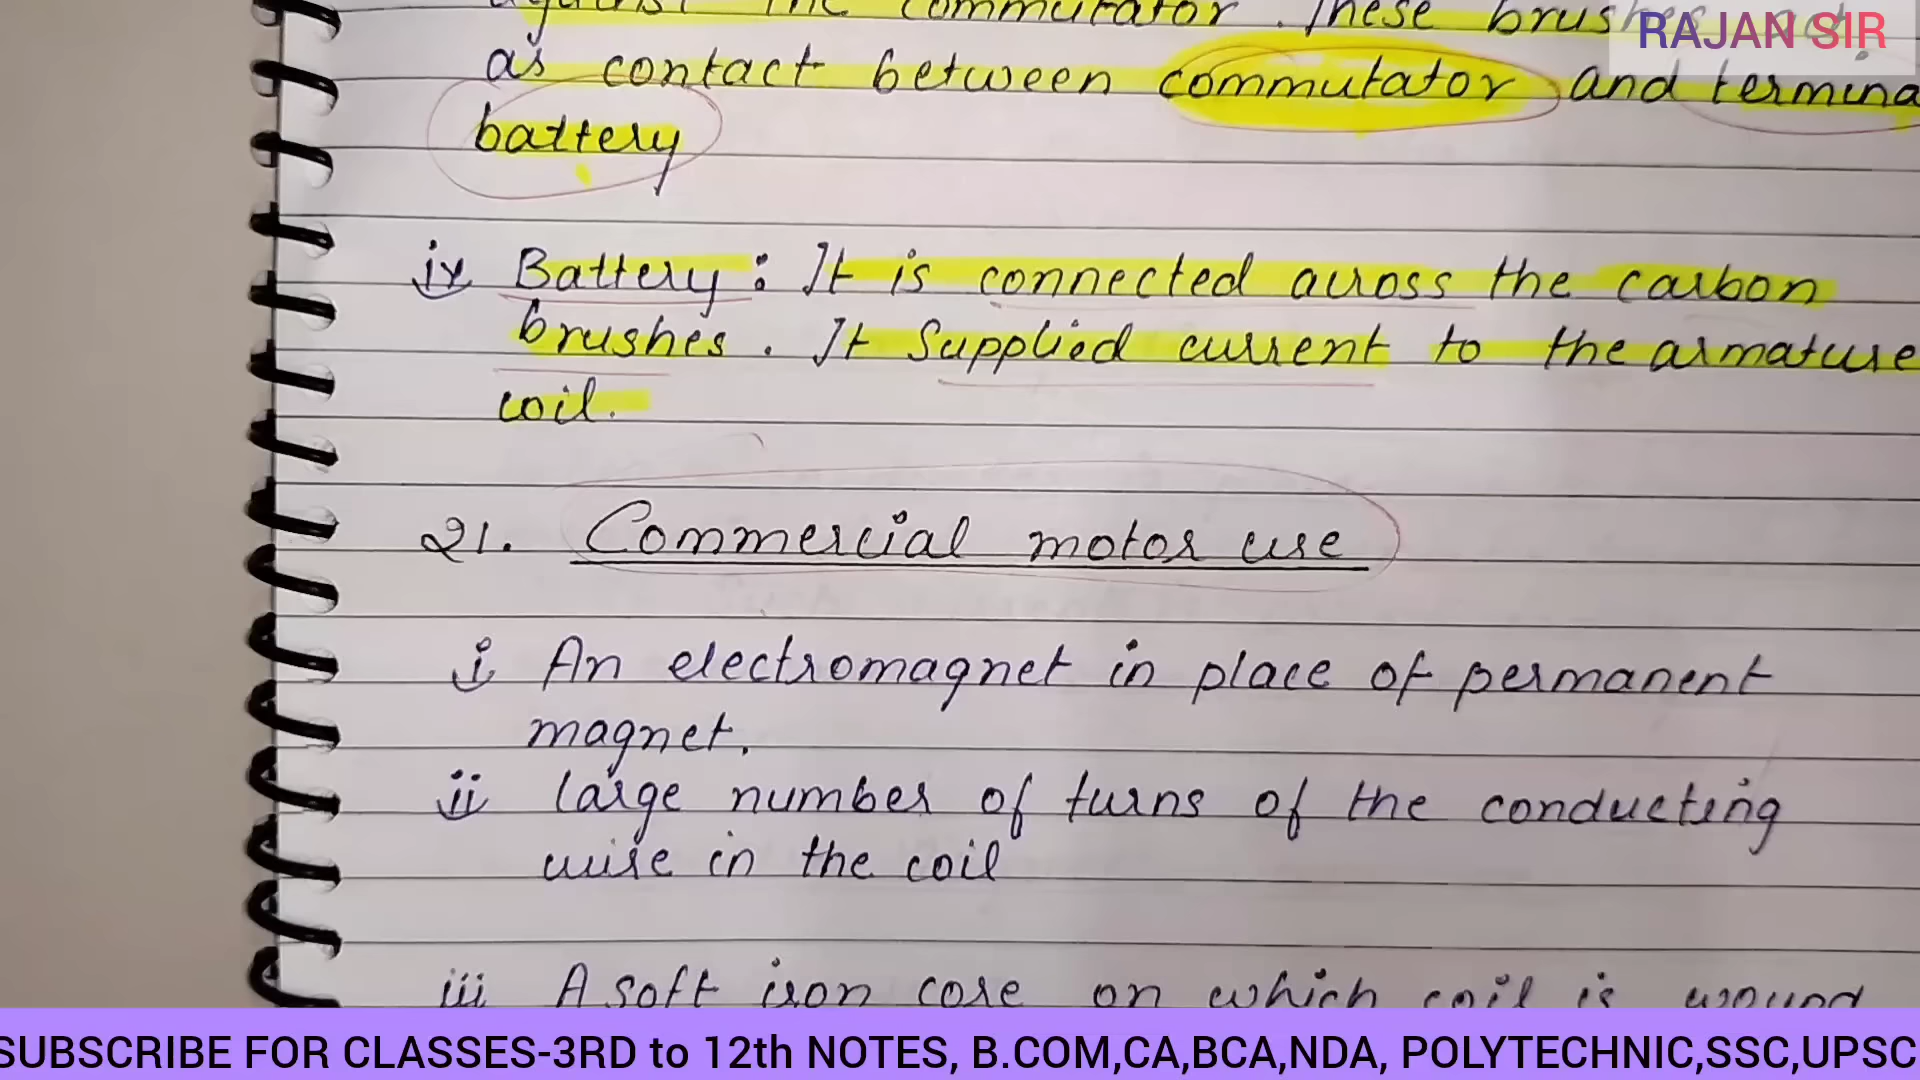 against the commutator. These brushes act
RAJAN SIR
as contact between commutator and termina
battery
iv Battery : It is connected across the carbon
brushes. It supplied current to the armature
coil.
21. Commercial motor use
i An electromagnet in place of permanent
magnet.
ii large number of turns of the conducting
wire in the coil
iii A soft iron core on which coil is wound
SUBSCRIBE FOR CLASSES-3RD to 12th NOTES, B.COM,CA,BCA,NDA, POLYTECHNIC,SSC,UPSC